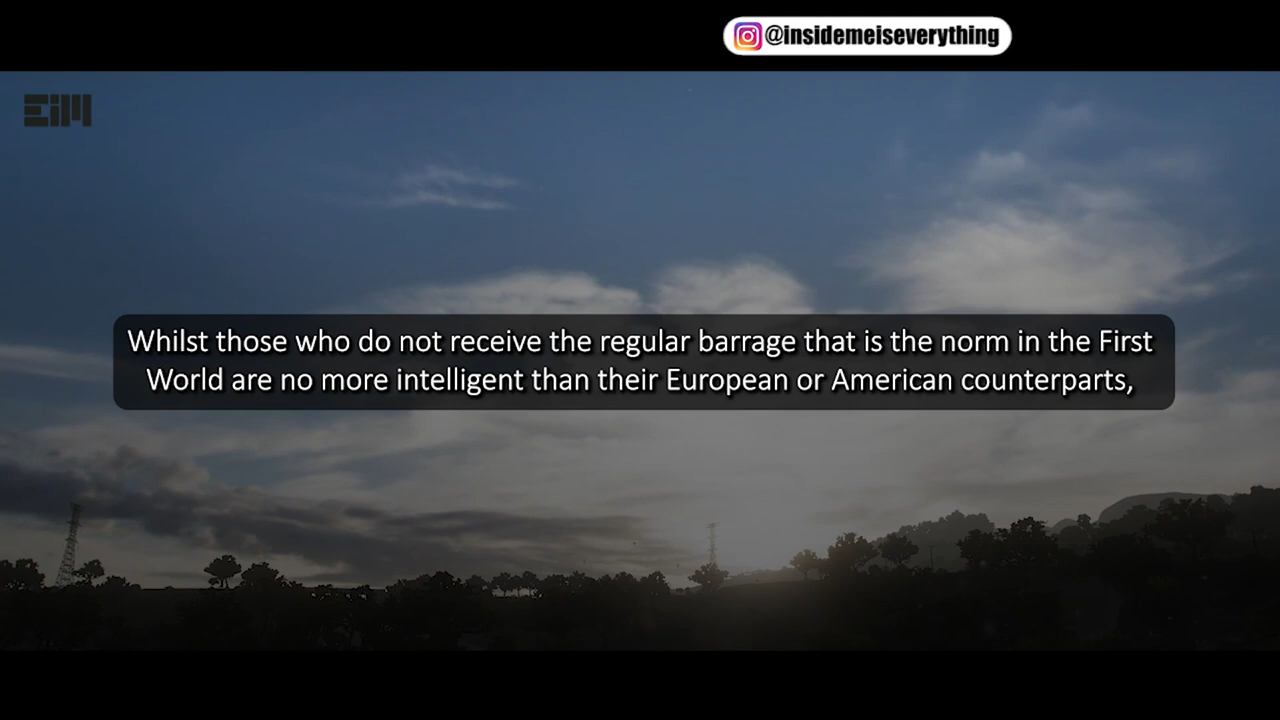 @insidemeiseverything
EiM
Whilst those who do not receive the regular barrage that is the norm in the First
World are no more intelligent than their European or American counterparts,